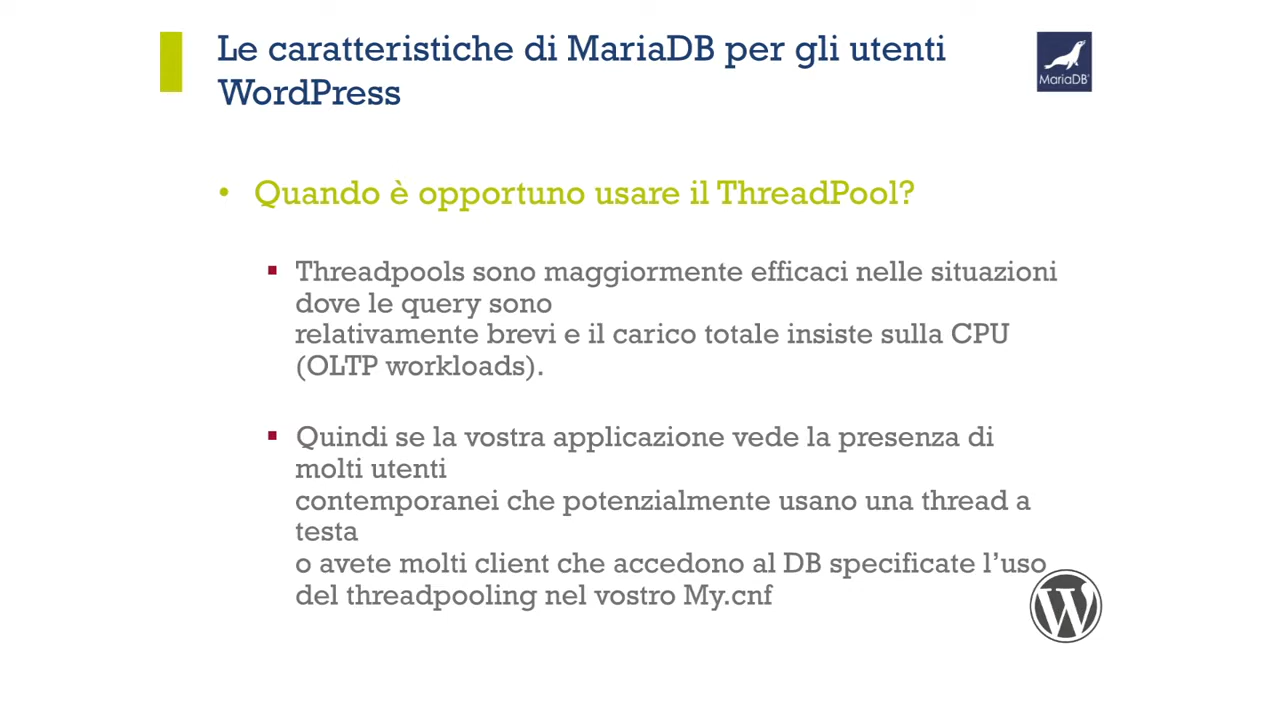 Le caratteristiche di MariaDB per gli utenti
WordPress
MariaDB
• Quando è opportuno usare il ThreadPool?
▪ Threadpools sono maggiormente efficaci nelle situazioni
dove le query sono
relativamente brevi e il carico totale insiste sulla CPU
(OLTP workloads).
▪ Quindi se la vostra applicazione vede la presenza di
molti utenti
contemporanei che potenzialmente usano una thread a
testa
o avete molti client che accedono al DB specificate l’uso
del threadpooling nel vostro My.cnf